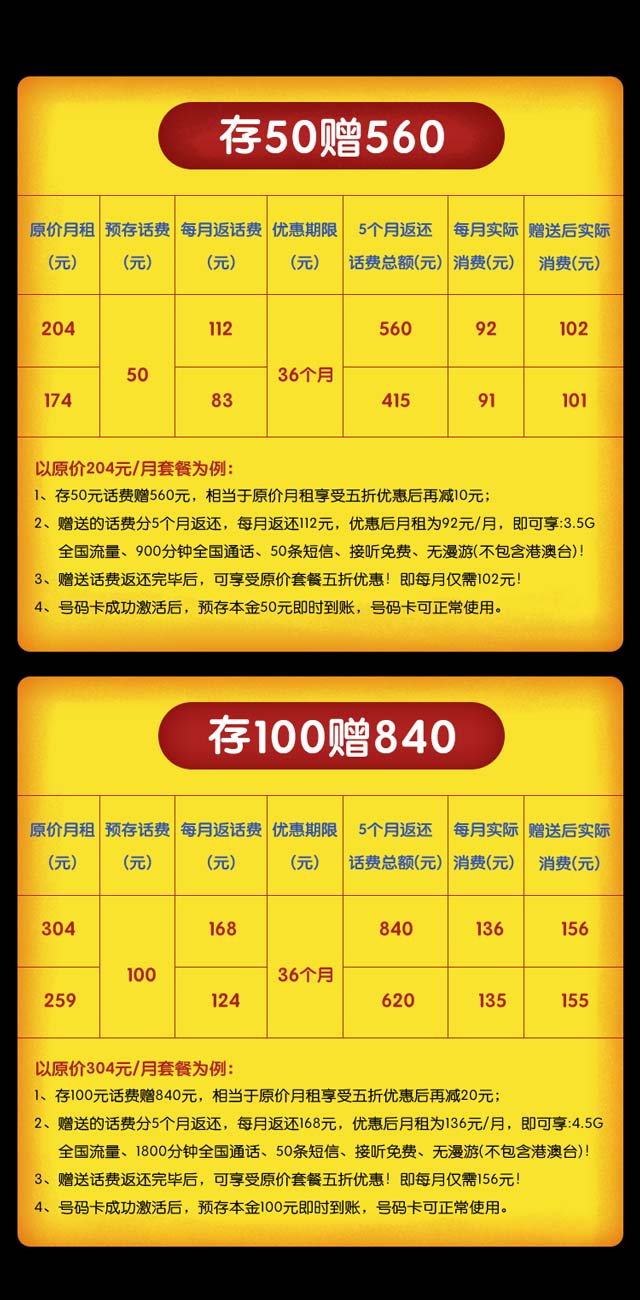 存50赠560
原价月租 预存话费 每月返话费 优惠期限 5个月返还 每月实际 赠送后实际
(元) (元) (元) (元) 话费总额(元) 消费(元) 消费(元)
204 112 560 92 102
50 36个月
174 83 415 91 101
以原价204元/月套餐为例：
1、存50元话费赠560元，相当于原价月租享受五折优惠后再减10元；
2、赠送的话费分5个月返还，每月返还112元，优惠后月租为92元/月，即可享:3.5G
全国流量、900分钟全国通话、50条短信、接听免费、无漫游(不包含港澳台)！
3、赠送话费返还完毕后，可享受原价套餐五折优惠！即每月仅需102元！
4、号码卡成功激活后，预存本金50元即时到账，号码卡可正常使用。
存100赠840
原价月租 预存话费 每月返话费 优惠期限 5个月返还 每月实际 赠送后实际
(元) (元) (元) (元) 话费总额(元) 消费(元) 消费(元)
304 168 840 136 156
100 36个月
259 124 620 135 155
以原价304元/月套餐为例：
1、存100元话费赠840元，相当于原价月租享受五折优惠后再减20元；
2、赠送的话费分5个月返还，每月返还168元，优惠后月租为136元/月，即可享:4.5G
全国流量、1800分钟全国通话、50条短信、接听免费、无漫游(不包含港澳台)！
3、赠送话费返还完毕后，可享受原价套餐五折优惠！即每月仅需156元！
4、号码卡成功激活后，预存本金100元即时到账，号码卡可正常使用。